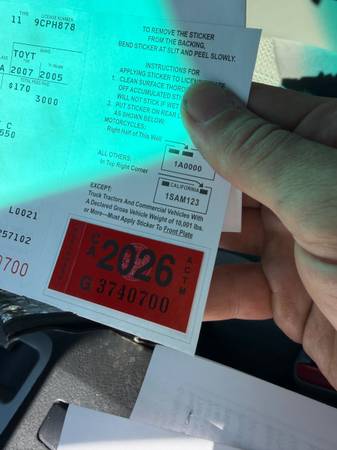 LICENSE NUMBER
11 9CPH878
TOYT
A 2007 2005
$170
3000
C
550
L0021
257102
0700
TO REMOVE THE STICKER
FROM THE BACKING,
BEND STICKER AT SLIT AND PEEL SLOWLY.
INSTRUCTIONS FOR
APPLYING STICKER TO
1. CLEAN SURFACE
OFF ACCUMULATED
WILL NOT STICK IF WET
2. PUT STICKER ON REAR
AS SHOWN BELOW:
MOTORCYCLES:
Right Half of This Well
1A0000
ALL OTHERS:
In Top Right Corner
CALIFORNIA
1SAM123
EXCEPT:
Truck Tractors And Commercial Vehicles With
A Declared Gross Vehicle Weight of 10,001 lbs.
or More—Must Apply Sticker To Front Plate
CA 2026 ACTM
G 3740700